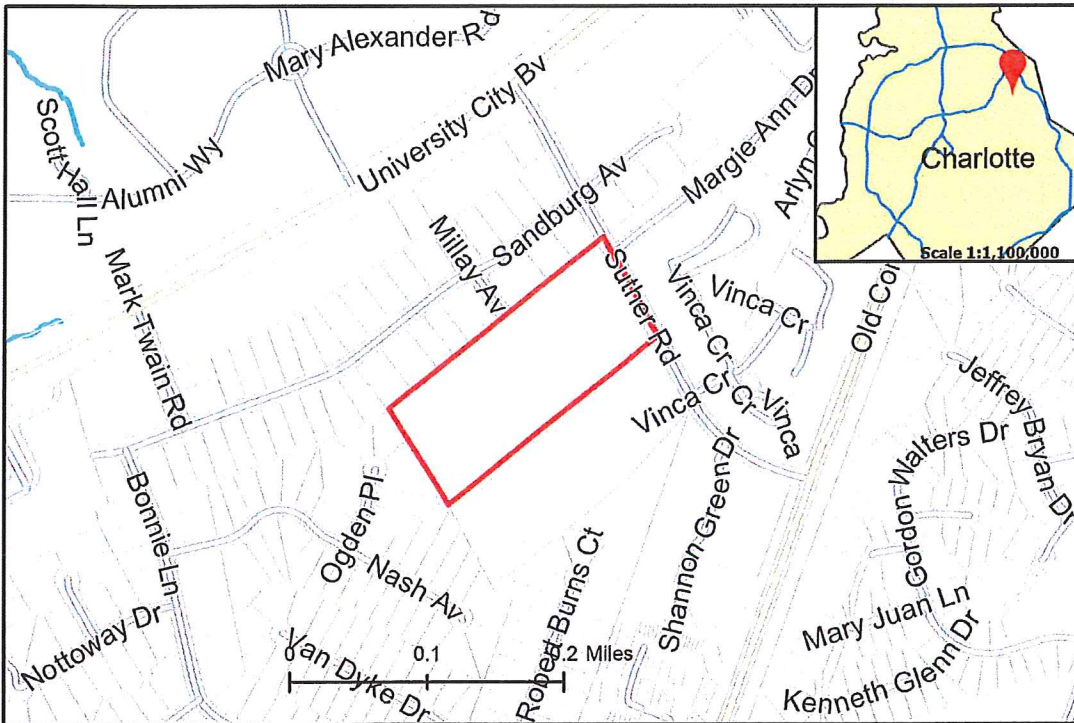 Mary Alexander Rd
University City Bv
Scott Hall Ln
Alumni Wy
Margie Ann Dr
Arlyn
Charlotte
Scale 1:1,100,000
Sandburg Av
Millay Av
Mark Twain Rd
Suther Rd
Vinca Cr
Vinca Cr
Vinca Cr
Cr
Vinca
Old
Jeffrey Bryan Dr
Gordon Walters Dr
Bonnie Ln
Ogden Pl
Nash Av
Shannon Green Dr
Robert Burns Ct
Nottoway Dr
Van Dyke Dr
Mary Juan Ln
Kenneth Glenn Dr
0 0.1 0.2 Miles